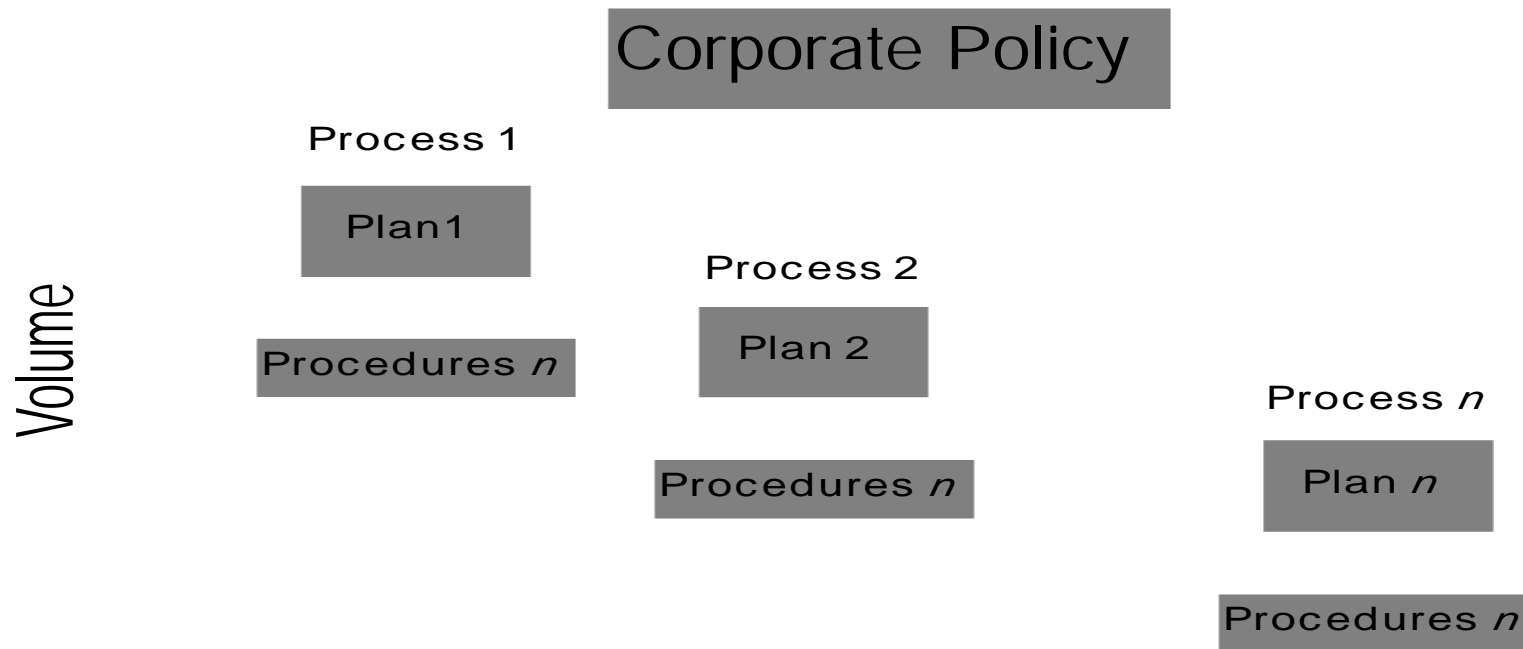 Corporate Policy
Process 1
Plan1
Process 2
Volume
Plan 2
Procedures n
Process n
Procedures n
Plan n
Procedures n